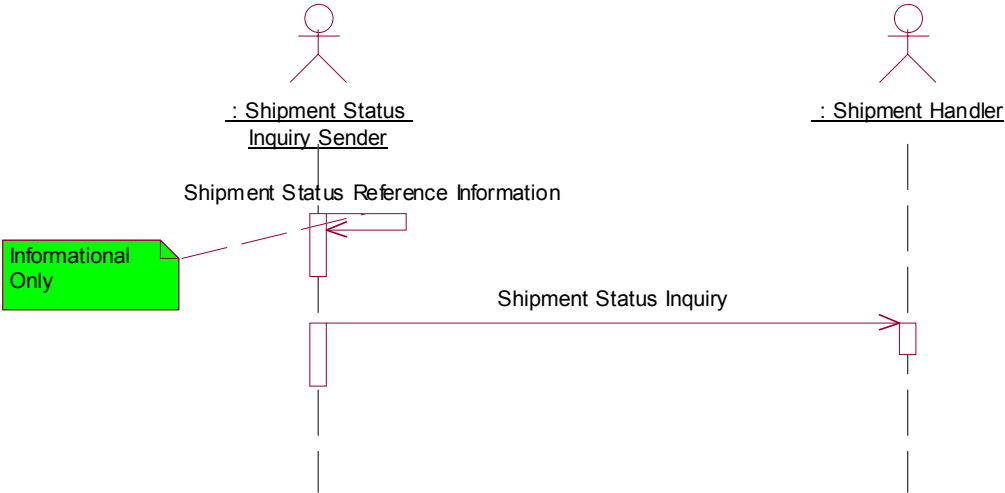 : Shipment Status
Inquiry Sender
: Shipment Handler
Shipment Status Reference Information
Informational
Only
Shipment Status Inquiry